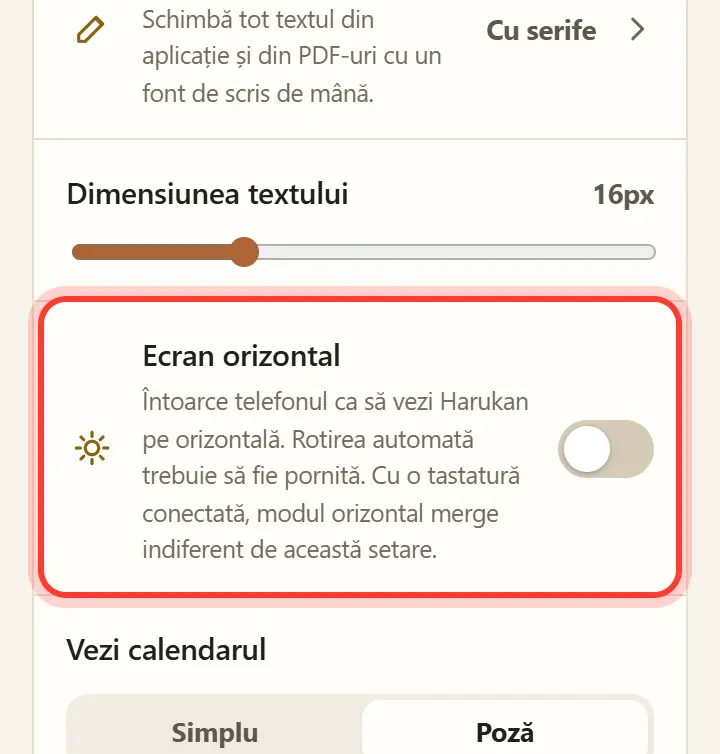 Schimbă tot textul din
aplicație și din PDF-uri cu un
font de scris de mână.
Cu serife
Dimensiunea textului
16px
Ecran orizontal
Întoarce telefonul ca să vezi Harukan
pe orizontală. Rotirea automată
trebuie să fie pornită. Cu o tastatură
conectată, modul orizontal merge
indiferent de această setare.
Vezi calendarul
Simplu
Poză